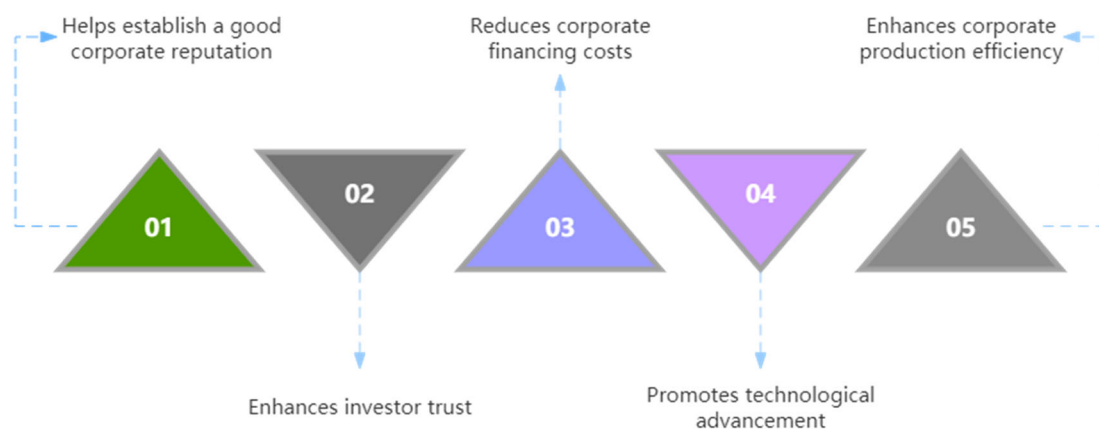 Helps establish a good
corporate reputation
Reduces corporate
financing costs
Enhances corporate
production efficiency
01
02
03
04
05
Enhances investor trust
Promotes technological
advancement